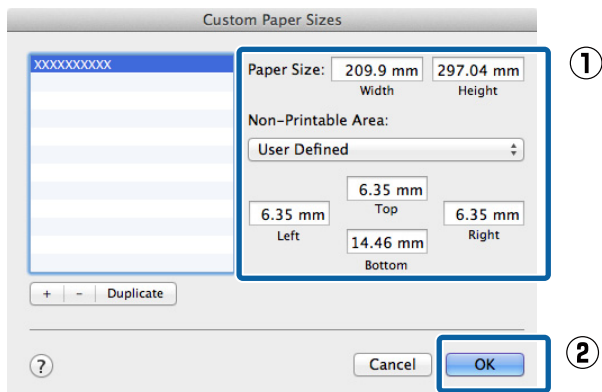 Custom Paper Sizes
XXXXXXXXXX
Paper Size: 209.9 mm 297.04 mm
Width Height
Non-Printable Area:
User Defined
6.35 mm
Top
6.35 mm 6.35 mm
Left Right
14.46 mm
Bottom
+ - Duplicate
? Cancel OK
①
②